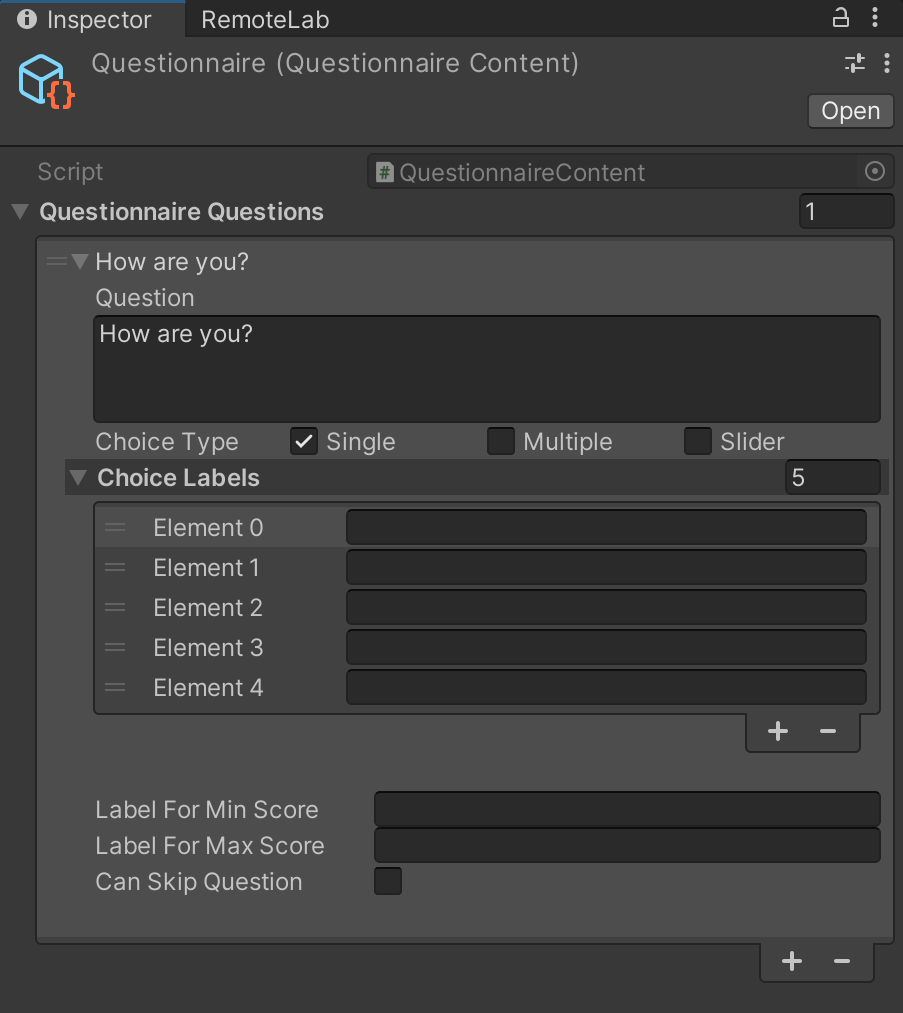 Inspector RemoteLab
Questionnaire (Questionnaire Content)
Open
Script # QuestionnaireContent
Questionnaire Questions 1
How are you?
Question
How are you?
Choice Type Single Multiple Slider
Choice Labels 5
Element 0
Element 1
Element 2
Element 3
Element 4
Label For Min Score
Label For Max Score
Can Skip Question